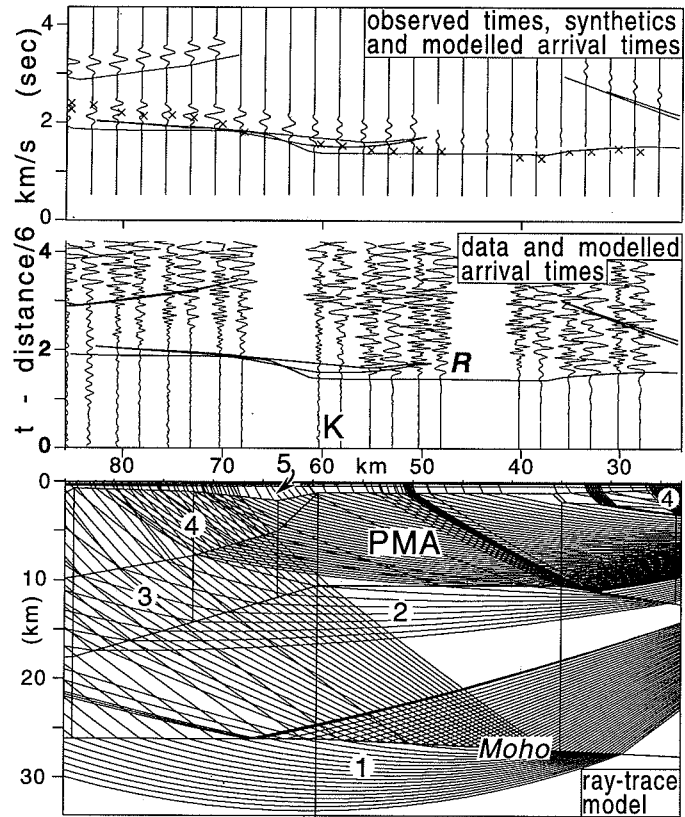 observed times, synthetics
and modelled arrival times
4
2
0
t - distance/6 km/s (sec)
data and modelled
arrival times
4
2
0
R
K
80 70 60 km 50 40 30
5
0
10
20
30
(km)
4
4
PMA
3
2
Moho
1
ray-trace
model